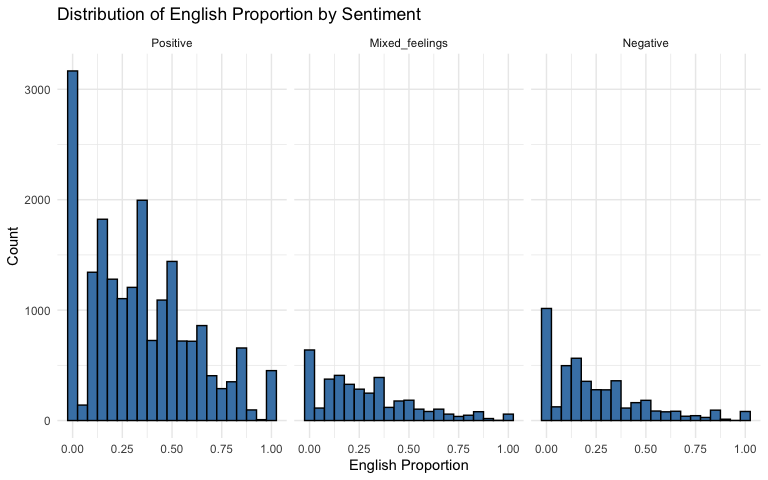 Distribution of English Proportion by Sentiment
Positive
Mixed_feelings
Negative
Count
3000
2000
1000
0
0.00 0.25 0.50 0.75 1.00
0.00 0.25 0.50 0.75 1.00
0.00 0.25 0.50 0.75 1.00
English Proportion